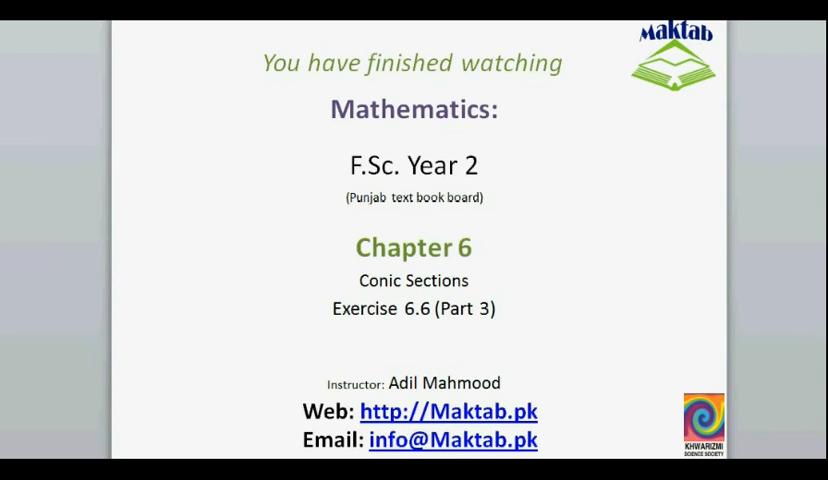 Maktab
You have finished watching
Mathematics:
F.Sc. Year 2
(Punjab text book board)
Chapter 6
Conic Sections
Exercise 6.6 (Part 3)
Instructor: Adil Mahmood
Web: http://Maktab.pk
Email: info@Maktab.pk
KHWARIZMI
SCIENCE SOCIETY